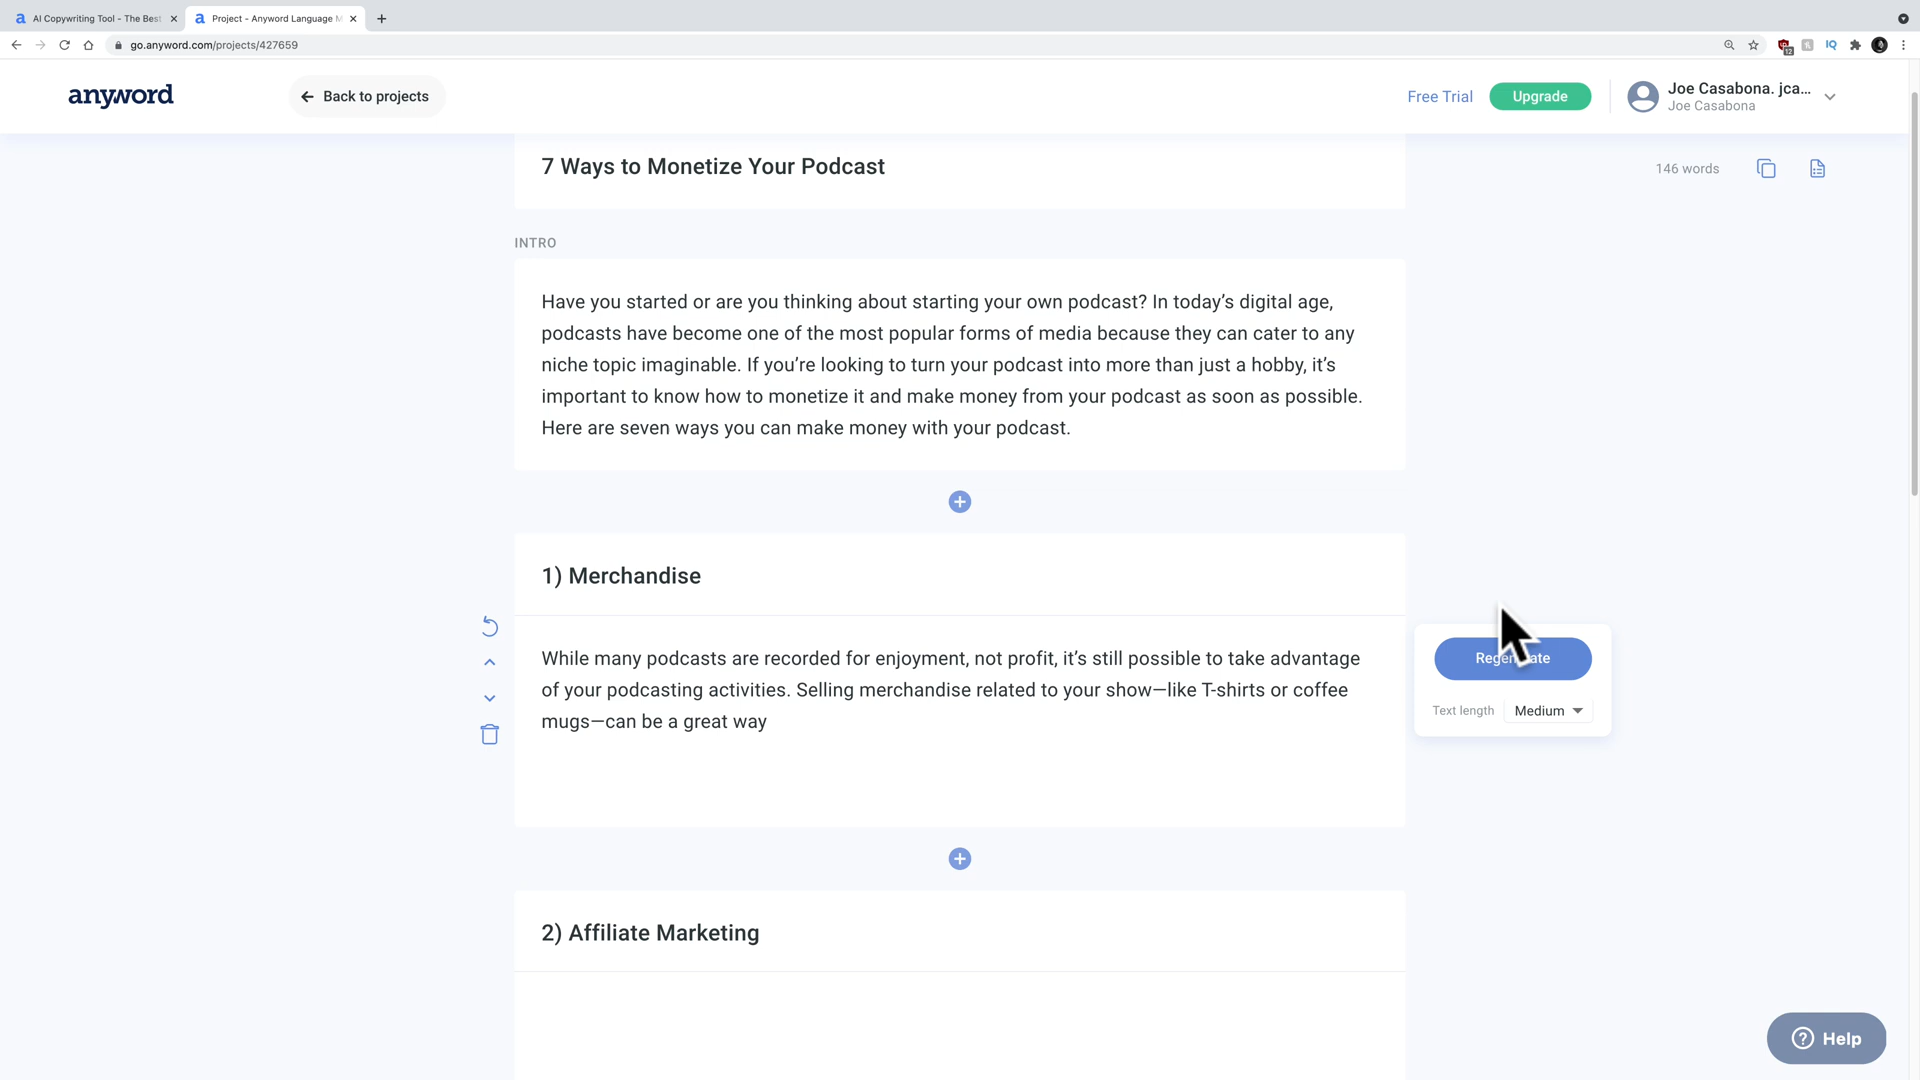 AI Copywriting Tool - The Best
Project - Anyword Language M
go.anyword.com/projects/427659
12
IQ
anyword
Back to projects
Free Trial
Upgrade
Joe Casabona. jca...
Joe Casabona
7 Ways to Monetize Your Podcast
146 words
INTRO
Have you started or are you thinking about starting your own podcast? In today’s digital age,
podcasts have become one of the most popular forms of media because they can cater to any
niche topic imaginable. If you’re looking to turn your podcast into more than just a hobby, it’s
important to know how to monetize it and make money from your podcast as soon as possible.
Here are seven ways you can make money with your podcast.
1) Merchandise
While many podcasts are recorded for enjoyment, not profit, it’s still possible to take advantage
of your podcasting activities. Selling merchandise related to your show—like T-shirts or coffee
mugs—can be a great way
Regenerate
Text length
Medium
2) Affiliate Marketing
Help